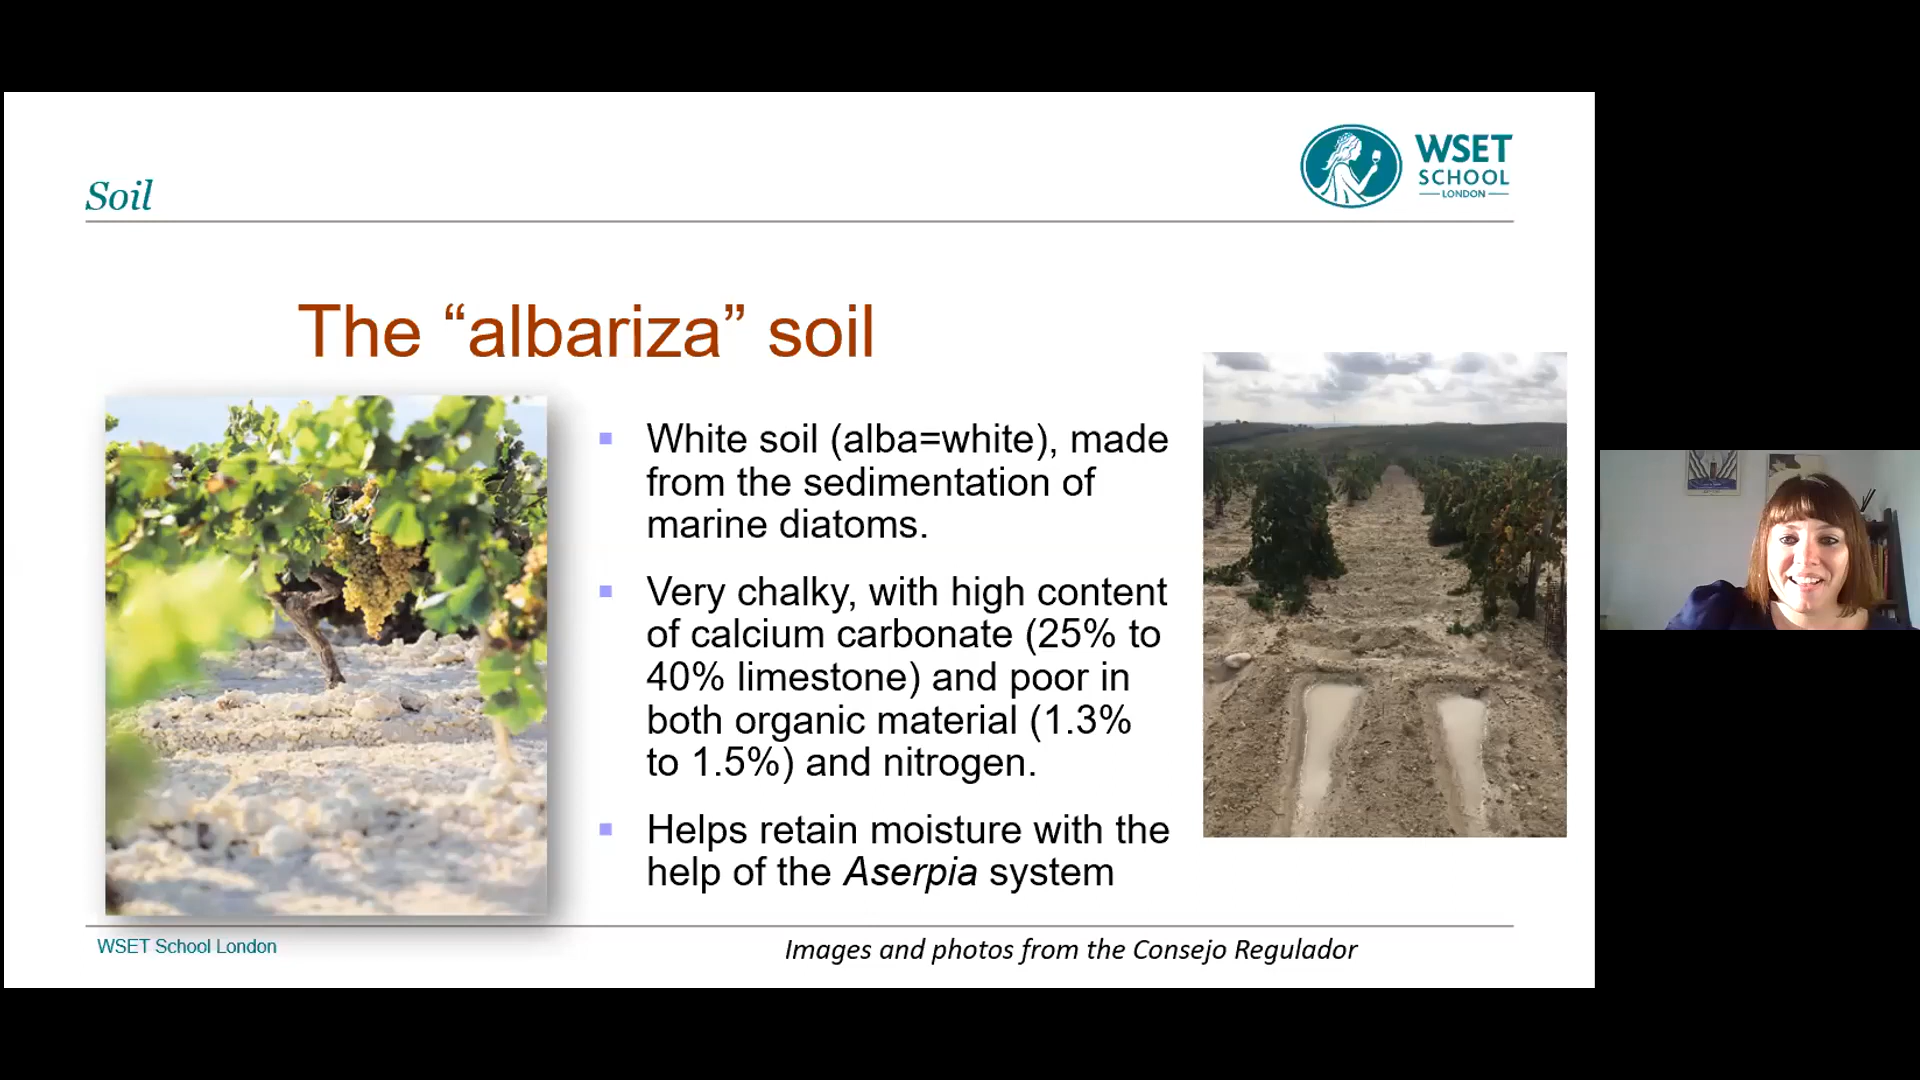 Soil
WSET
SCHOOL
LONDON
The “albariza” soil
White soil (alba=white), made
from the sedimentation of
marine diatoms.
Very chalky, with high content
of calcium carbonate (25% to
40% limestone) and poor in
both organic material (1.3%
to 1.5%) and nitrogen.
Helps retain moisture with the
help of the Aserpia system
WSET School London
Images and photos from the Consejo Regulador